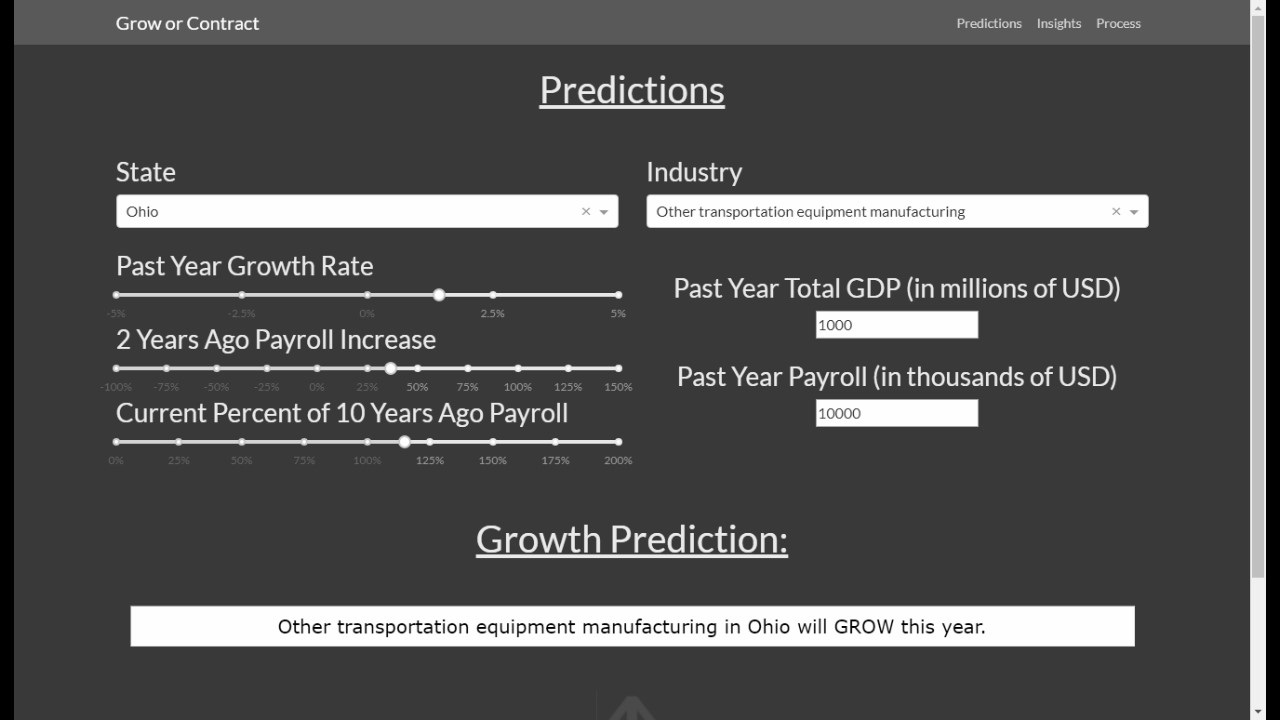 Grow or Contract
Predictions Insights Process
Predictions
State
Ohio
Industry
Other transportation equipment manufacturing
Past Year Growth Rate
-5% -2.5% 0% 2.5% 5%
2 Years Ago Payroll Increase
-100% -75% -50% -25% 0% 25% 50% 75% 100% 125% 150%
Current Percent of 10 Years Ago Payroll
0% 25% 50% 75% 100% 125% 150% 175% 200%
Past Year Total GDP (in millions of USD)
1000
Past Year Payroll (in thousands of USD)
10000
Growth Prediction:
Other transportation equipment manufacturing in Ohio will GROW this year.